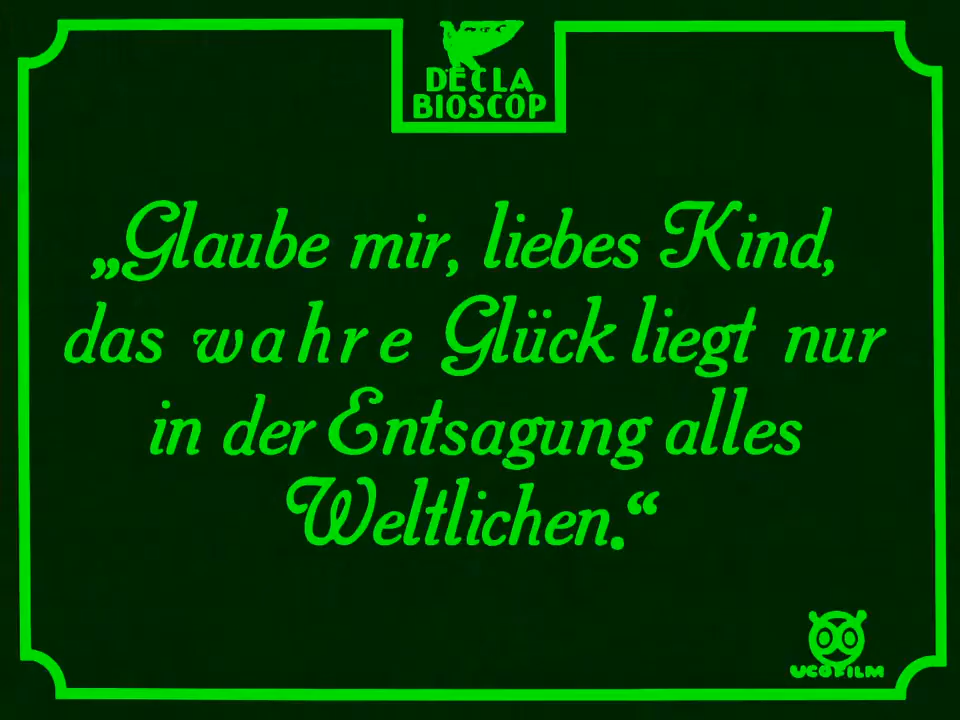 DECLA
BIOSCOP
„Glaube mir, liebes Kind,
das wahre Glück liegt nur
in der Entsagung alles
Weltlichen.“
UCOFILM